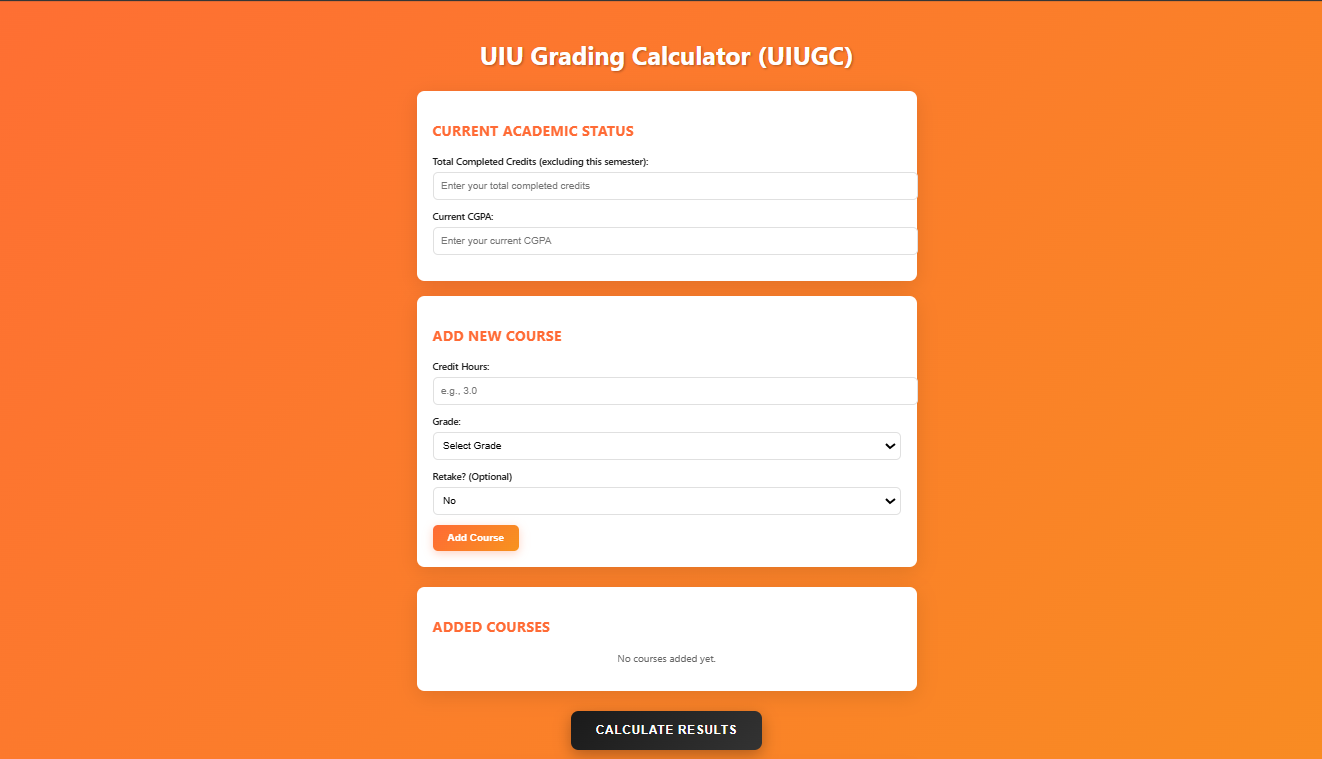 UIU Grading Calculator (UIUGC)
CURRENT ACADEMIC STATUS
Total Completed Credits (excluding this semester):
Enter your total completed credits
Current CGPA:
Enter your current CGPA
ADD NEW COURSE
Credit Hours:
e.g., 3.0
Grade:
Select Grade
Retake? (Optional)
No
Add Course
ADDED COURSES
No courses added yet.
CALCULATE RESULTS